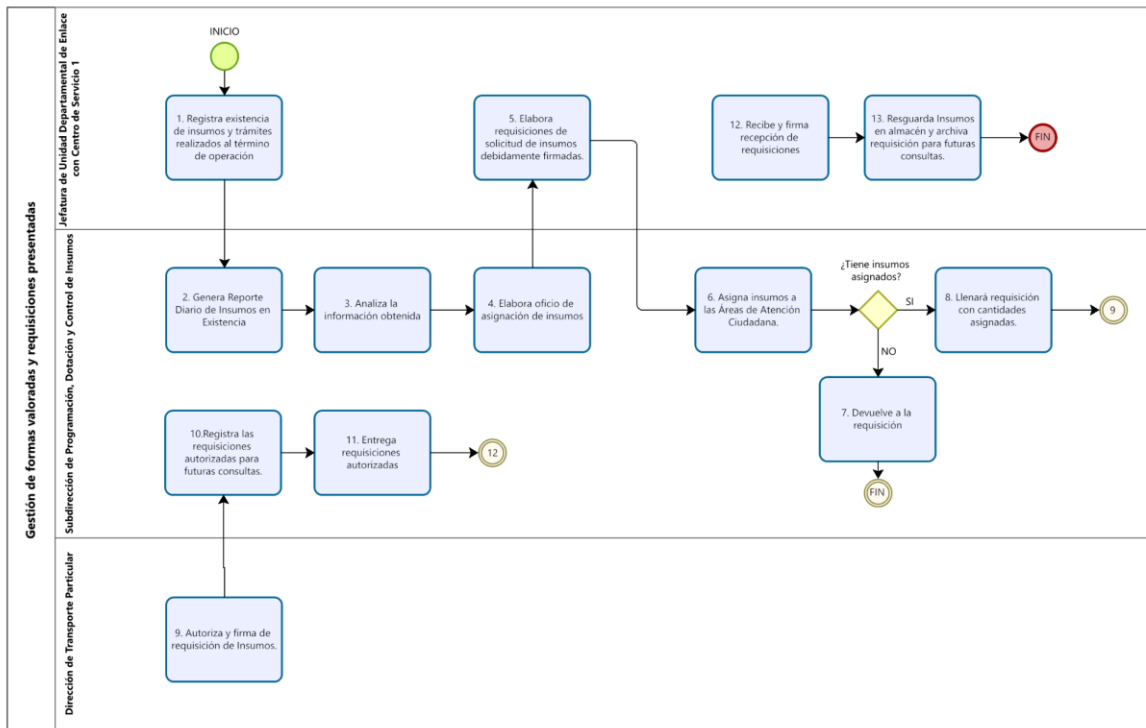 Gestión de formas valoradas y requisiciones presentadas
Jefatura de Unidad Departamental de Enlace
con Centro de Servicio 1
INICIO
1. Registra existencia
de insumos y trámites
realizados al término
de operación
5. Elabora
requisiciones de
solicitud de insumos
debidamente firmadas.
12. Recibe y firma
recepción de
requisiciones
13. Resguarda Insumos
en almacén y archiva
requisición para futuras
consultas.
FIN
Subdirección de Programación, Dotación y Control de Insumos
2. Genera Reporte
Diario de Insumos en
Existencia
3. Analiza la
información obtenida
4. Elabora oficio de
asignación de insumos
6. Asigna insumos a
las Áreas de Atención
Ciudadana.
¿Tiene insumos
asignados?
SI
NO
8. Llenará requisición
con cantidades
asignadas.
9
7. Devuelve a la
requisición
FIN
10.Registra las
requisiciones
autorizadas para
futuras consultas.
11. Entrega
requisiciones
autorizadas
12
Dirección de Transporte Particular
9. Autoriza y firma de
requisición de Insumos.